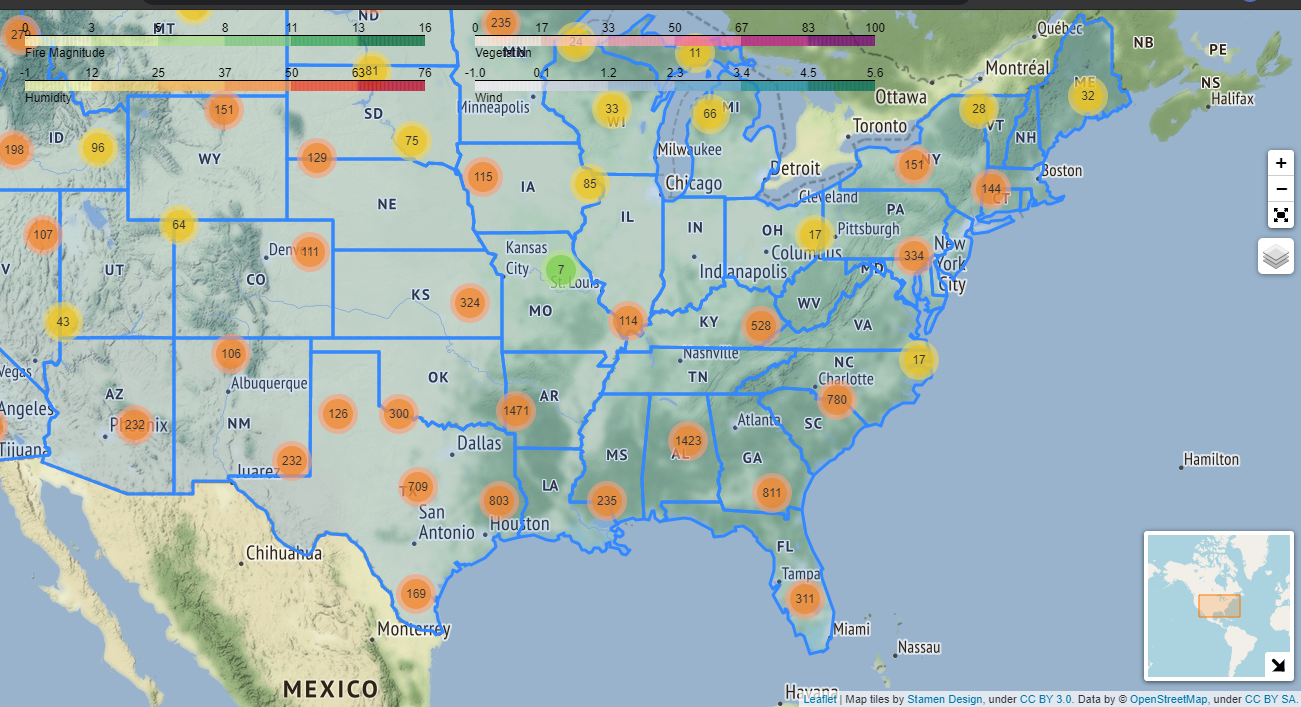 ND
MT
0 3 8 11 13 16
Fire Magnitude
-1 12 25 37 50 63 76
Humidity
0 17 33 50 67 83 100
Vegetation
-1.0 0.1 1.2 2.3 3.4 4.5 5.6
Wind
235
MN
24
11
81
Québec
NB
PE
Montréal
NS
Halifax
Ottawa
ME
32
Minneapolis
151
SD
33
WI
66
MI
28
VT
NH
Toronto
ID
96
198
75
WY
129
Milwaukee
Detroit
151
NY
Boston
115
IA
85
Chicago
144
CT
Cleveland
NE
IL
IN
OH
PA
64
17
Pittsburgh
107
Denver
111
Kansas
City
Columbus
334
New
York
City
V
UT
CO
7
St. Louis
Indianapolis
MD
KS
324
MO
WV
VA
43
114
KY
528
106
Nashville
NC
17
Vegas
Albuquerque
OK
TN
Charlotte
AZ
AR
780
Angeles
126
300
1471
Atlanta
SC
232
Phoenix
NM
Dallas
1423
AL
Tijuana
232
Juarez
MS
GA
Hamilton
709
TX
LA
803
235
811
San
Antonio
Houston
Chihuahua
FL
Tampa
169
311
Monterrey
Miami
Nassau
MEXICO
Havana
+
−
Leaflet | Map tiles by Stamen Design, under CC BY 3.0. Data by © OpenStreetMap, under CC BY SA.